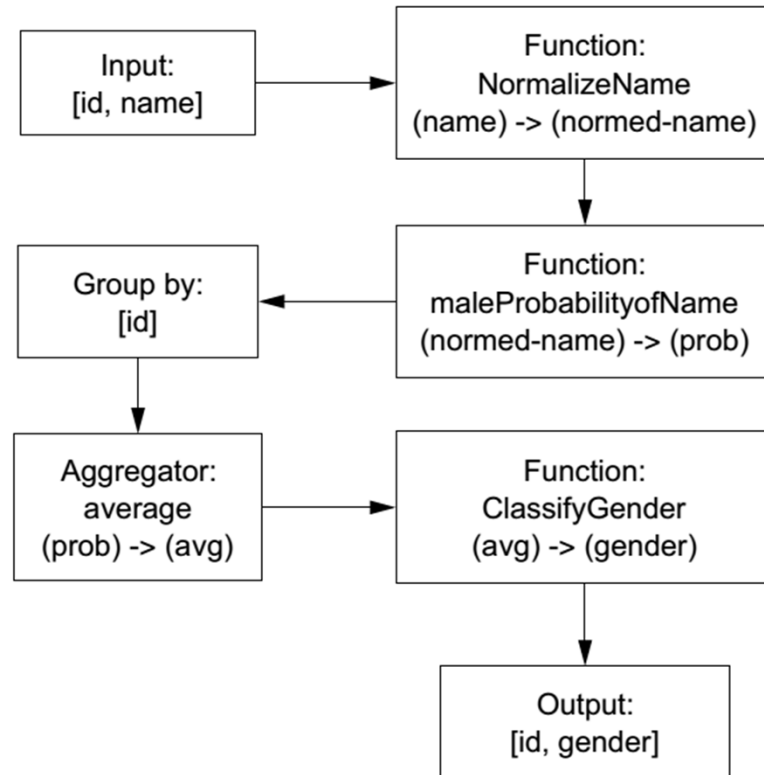 Input:
[id, name]
Function:
NormalizeName
(name) -> (normed-name)
Function:
maleProbabilityofName
(normed-name) -> (prob)
Group by:
[id]
Aggregator:
average
(prob) -> (avg)
Function:
ClassifyGender
(avg) -> (gender)
Output:
[id, gender]